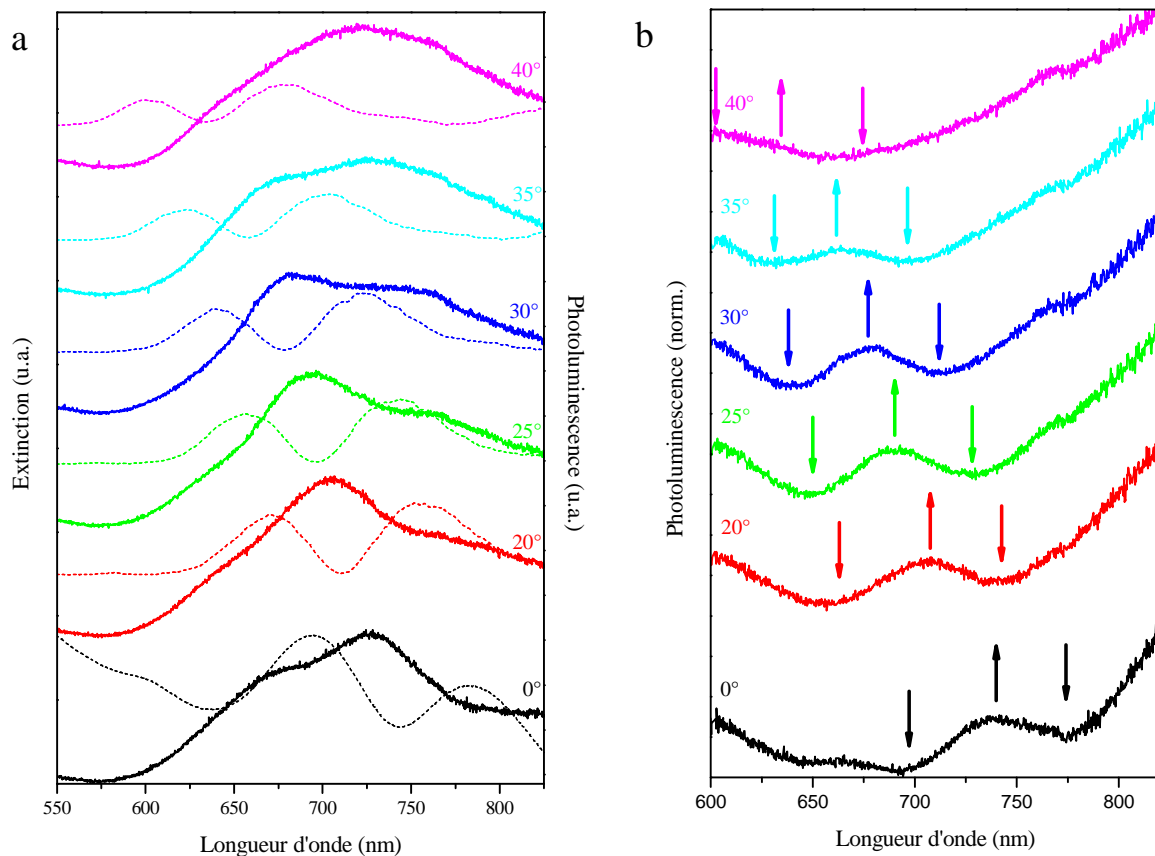 a
40°
35°
30°
25°
20°
0°
Extinction (u.a.)
Photoluminescence (u.a.)
550 600 650 700 750 800
Longueur d'onde (nm)
b
40°
35°
30°
25°
20°
0°
Photoluminescence (norm.)
600 650 700 750 800
Longueur d'onde (nm)